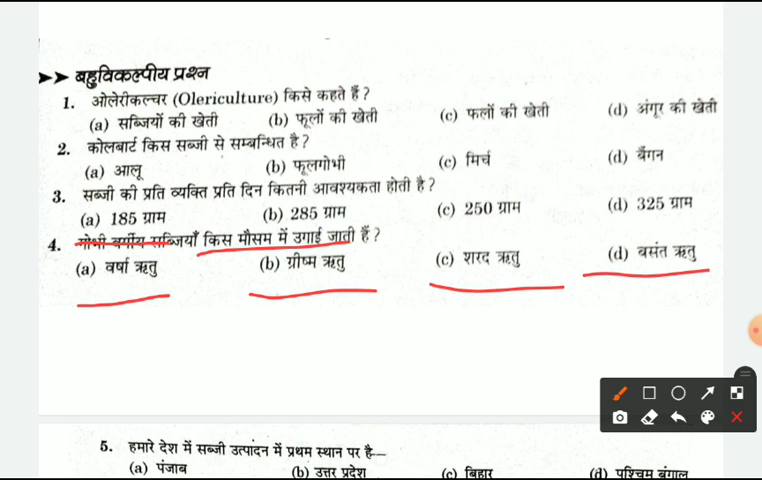 ➤➤ बहुविकल्पीय प्रश्न
1. ओलेरीकल्चर (Olericulture) किसे कहते हैं ?
(a) सब्जियों की खेती (b) फूलों की खेती (c) फलों की खेती (d) अंगूर की खेती
2. कोलबार्ट किस सब्जी से सम्बन्धित है ?
(a) आलू (b) फूलगोभी (c) मिर्च (d) बैंगन
3. सब्जी की प्रति व्यक्ति प्रति दिन कितनी आवश्यकता होती है ?
(a) 185 ग्राम (b) 285 ग्राम (c) 250 ग्राम (d) 325 ग्राम
4. गोभी वर्गीय सब्जियाँ किस मौसम में उगाई जाती हैं ?
(a) वर्षा ऋतु (b) ग्रीष्म ऋतु (c) शरद ऋतु (d) बसंत ऋतु
5. हमारे देश में सब्जी उत्पादन में प्रथम स्थान पर है—
(a) पंजाब (b) उत्तर प्रदेश (c) बिहार (d) पश्चिम बंगाल